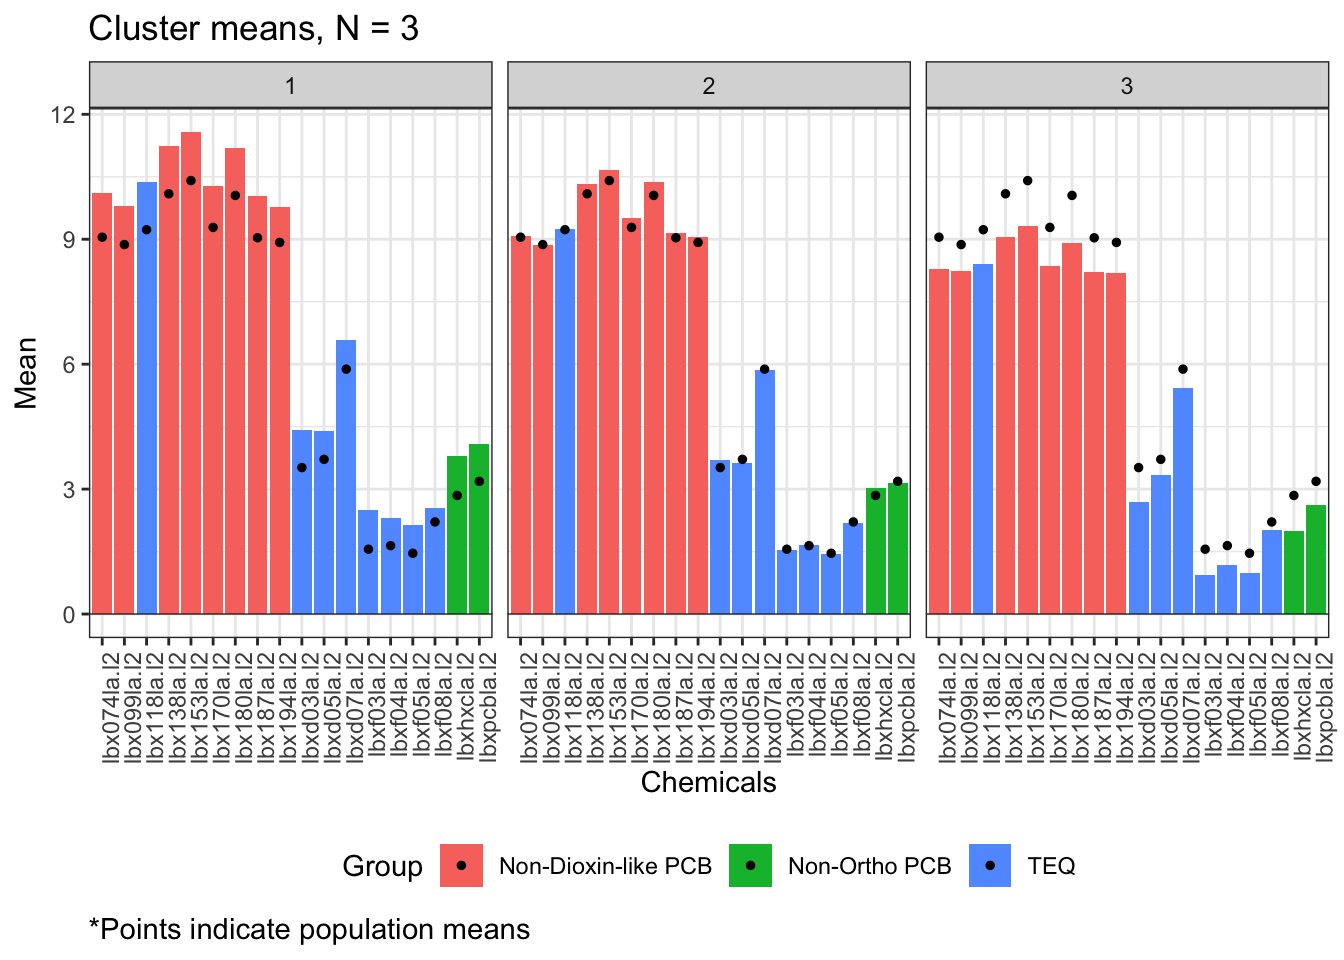 Cluster means, N = 3
1 2 3
12
9
6
3
0
Mean
lbx074la.l2 lbx099la.l2 lbx118la.l2 lbx138la.l2 lbx153la.l2 lbx170la.l2 lbx180la.l2 lbx187la.l2 lbx194la.l2 lbxd03la.l2 lbxd05la.l2 lbxd07la.l2 lbxf03la.l2 lbxf04la.l2 lbxf05la.l2 lbxf08la.l2 lbxhxcla.l2 lbxpcbla.l2
lbx074la.l2 lbx099la.l2 lbx118la.l2 lbx138la.l2 lbx153la.l2 lbx170la.l2 lbx180la.l2 lbx187la.l2 lbx194la.l2 lbxd03la.l2 lbxd05la.l2 lbxd07la.l2 lbxf03la.l2 lbxf04la.l2 lbxf05la.l2 lbxf08la.l2 lbxhxcla.l2 lbxpcbla.l2
lbx074la.l2 lbx099la.l2 lbx118la.l2 lbx138la.l2 lbx153la.l2 lbx170la.l2 lbx180la.l2 lbx187la.l2 lbx194la.l2 lbxd03la.l2 lbxd05la.l2 lbxd07la.l2 lbxf03la.l2 lbxf04la.l2 lbxf05la.l2 lbxf08la.l2 lbxhxcla.l2 lbxpcbla.l2
Chemicals
Group Non-Dioxin-like PCB Non-Ortho PCB TEQ
*Points indicate population means